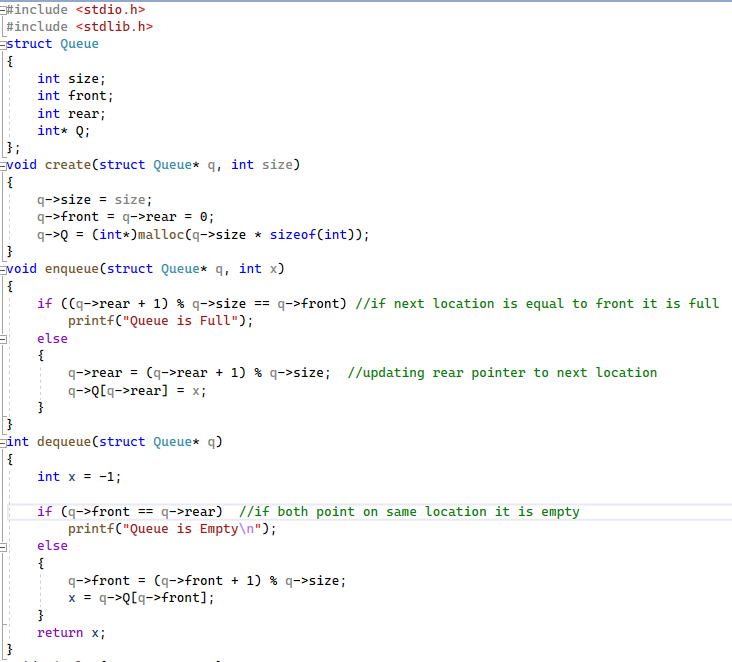 #include <stdio.h>
#include <stdlib.h>
struct Queue
{
    int size;
    int front;
    int rear;
    int* Q;
};
void create(struct Queue* q, int size)
{
    q->size = size;
    q->front = q->rear = 0;
    q->Q = (int*)malloc(q->size * sizeof(int));
}
void enqueue(struct Queue* q, int x)
{
    if ((q->rear + 1) % q->size == q->front) //if next location is equal to front it is full
        printf("Queue is Full");
    else
    {
        q->rear = (q->rear + 1) % q->size;  //updating rear pointer to next location
        q->Q[q->rear] = x;
    }
}
int dequeue(struct Queue* q)
{
    int x = -1;

    if (q->front == q->rear)  //if both point on same location it is empty
        printf("Queue is Empty\n");
    else
    {
        q->front = (q->front + 1) % q->size;
        x = q->Q[q->front];
    }
    return x;
}